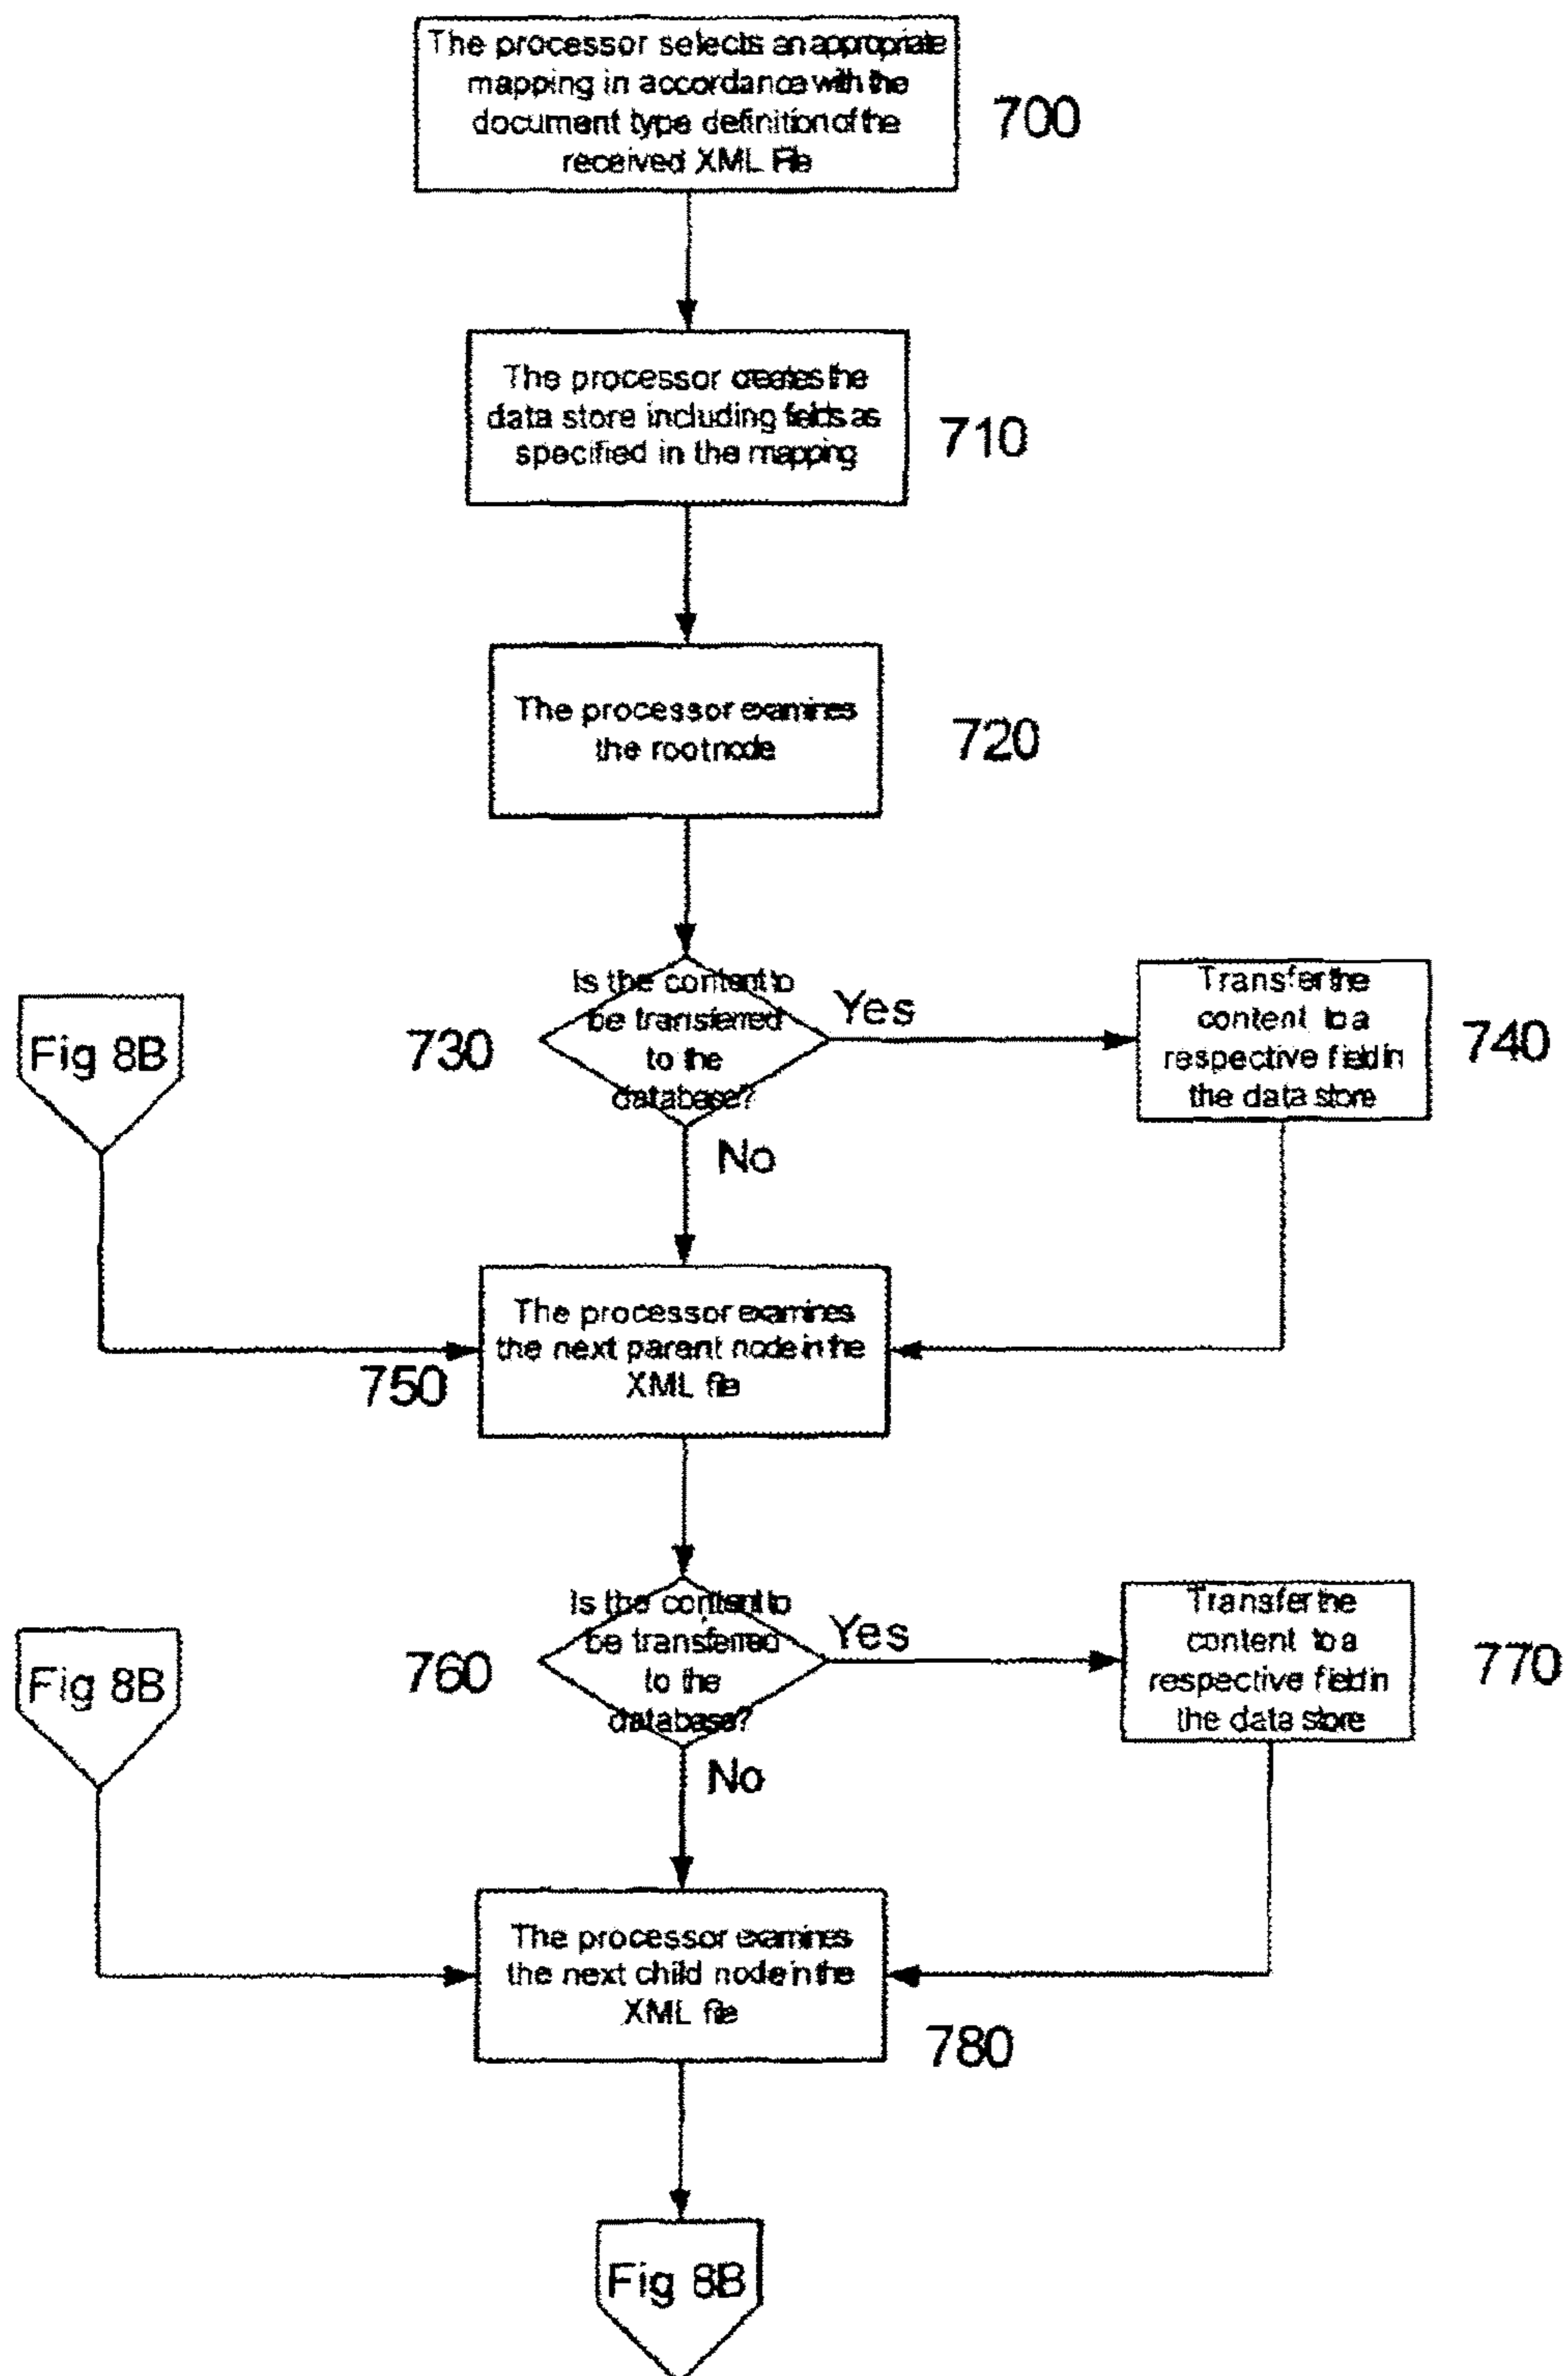 The processor selects an appropriate
mapping in accordance with the
document type definition of the
received XML File
700
The processor creates the
data store including fields as
specified in the mapping
710
The processor examines
the root node
720
Is the content to
be transferred
to the
database?
730
Yes
Transfer the
content to a
respective field in
the data store
740
Fig 8B
No
The processor examines
the next parent node in the
XML file
750
Is the content to
be transferred
to the
database?
760
Yes
Transfer the
content to a
respective field in
the data store
770
Fig 8B
No
The processor examines
the next child node in the
XML file
780
Fig 8B